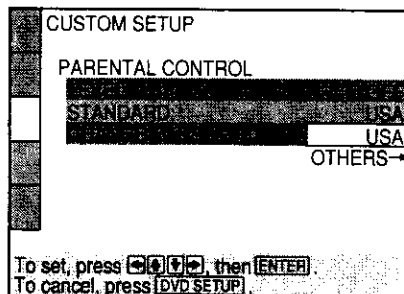 CUSTOM SETUP
PARENTAL CONTROL
STANDARD: USA
USA
OTHERS→
To set, press ←↑↓→, then ENTER.
To cancel, press DVD SETUP.